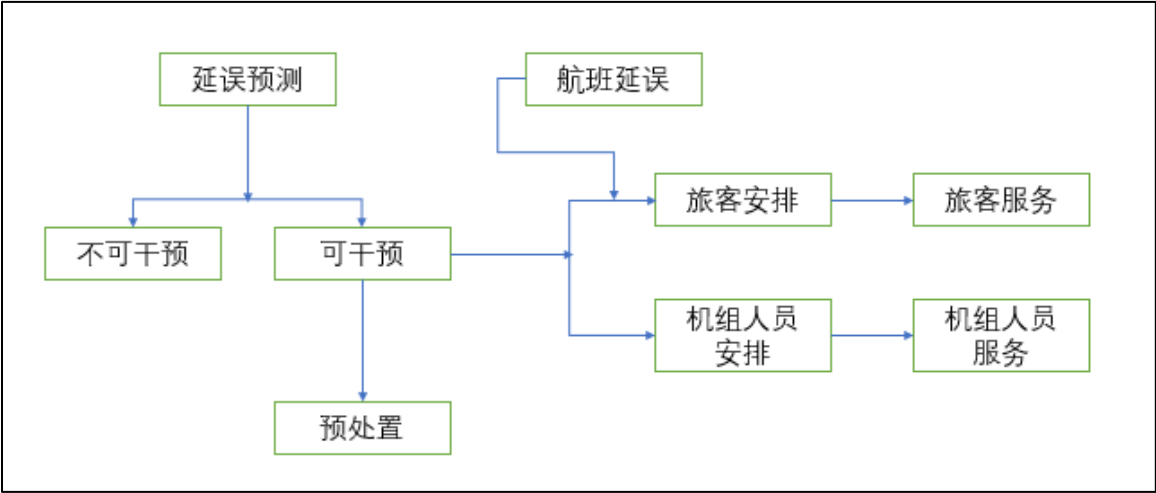 延误预测
航班延误
旅客安排
旅客服务
不可干预
可干预
机组人员
安排
机组人员
服务
预处置